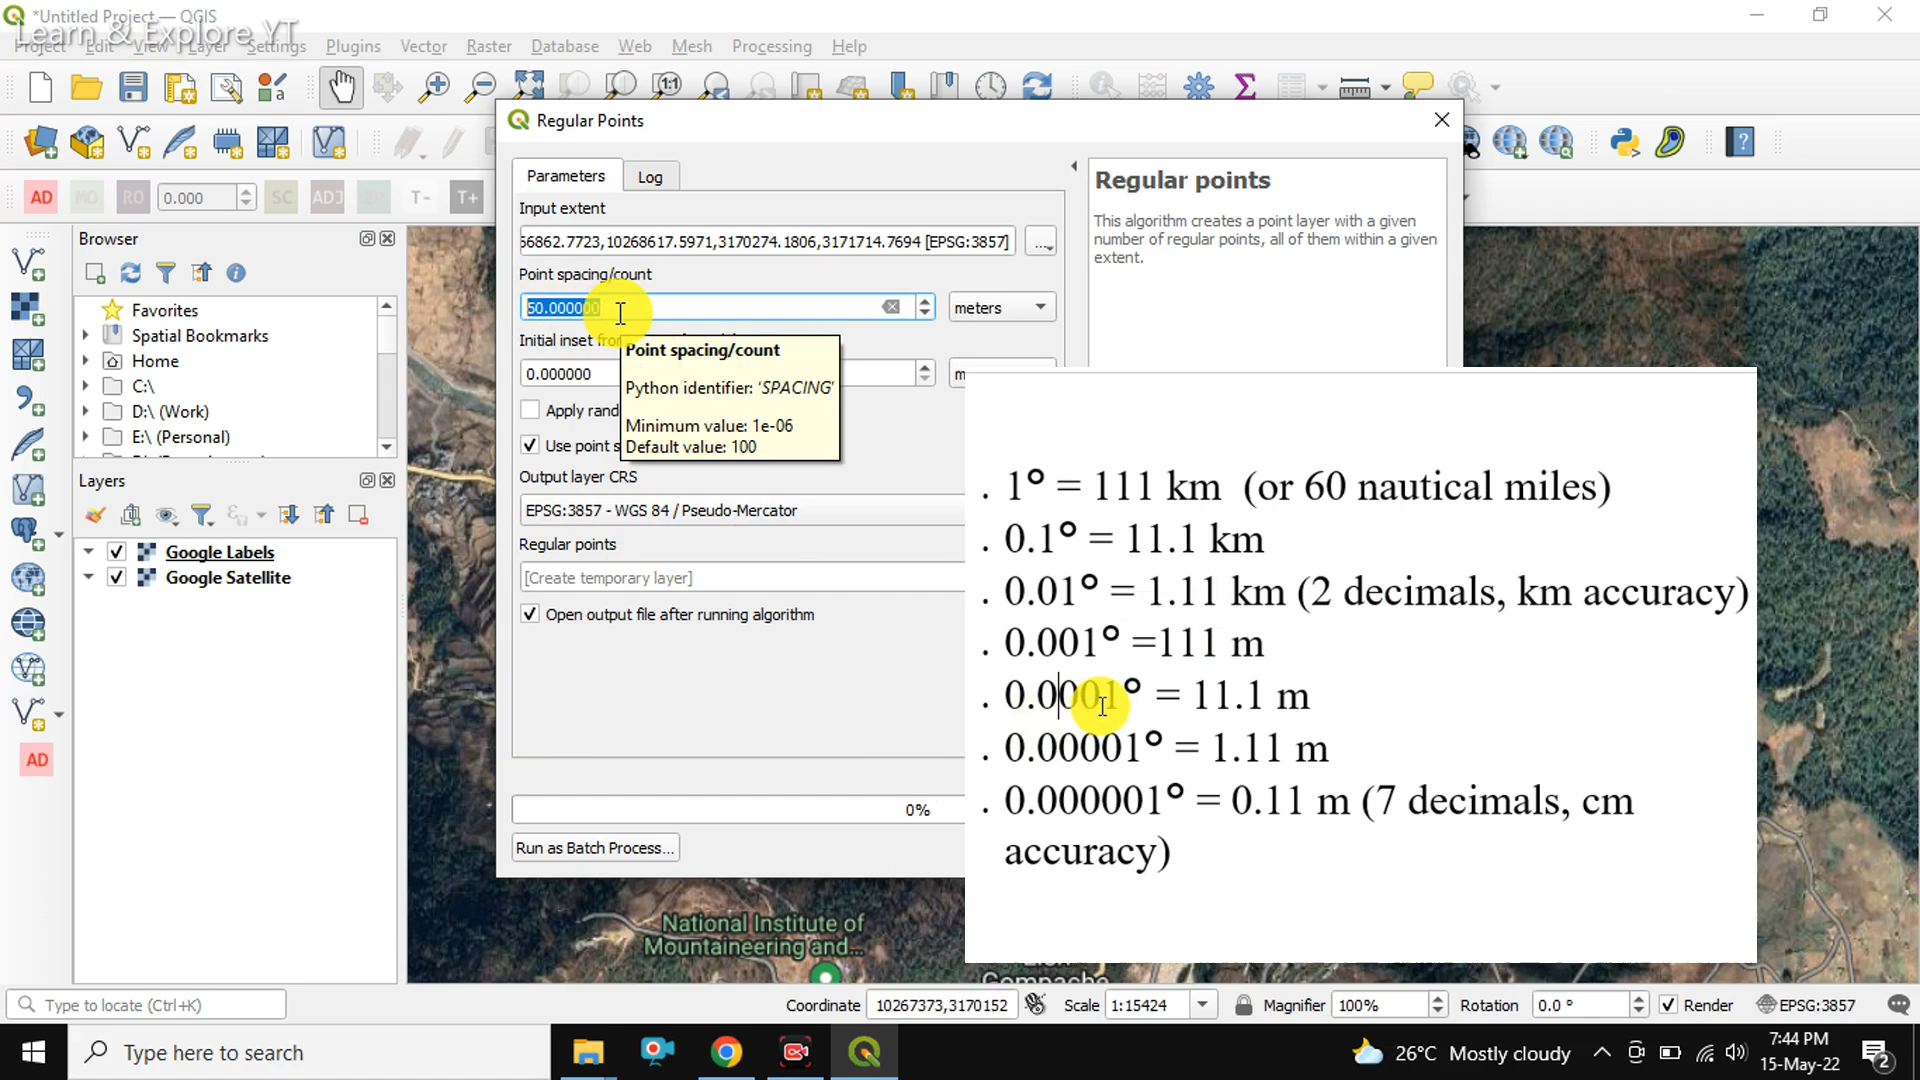 *Untitled Project — QGIS
Learn & Explore YT
Project Edit View Layer Settings Plugins Vector Raster Database Web Mesh Processing Help
Regular Points
AD MO RO 0.000 SC ADJ T- T+
Parameters Log
Regular points
This algorithm creates a point layer with a given
number of regular points, all of them within a given
extent.
Input extent
56862.7723,10268617.5971,3170274.1806,3171714.7694 [EPSG:3857]
Point spacing/count
50.000000 meters
Initial inset from
0.000000
Point spacing/count
Python identifier: 'SPACING'
Minimum value: 1e-06
Default value: 100
Apply rand
Use point s
Output layer CRS
EPSG:3857 - WGS 84 / Pseudo-Mercator
Regular points
[Create temporary layer]
Open output file after running algorithm
0%
Run as Batch Process...
Browser
Favorites
Spatial Bookmarks
Home
C:\
D:\ (Work)
E:\ (Personal)
Layers
Google Labels
Google Satellite
AD
. 1° = 111 km (or 60 nautical miles)
. 0.1° = 11.1 km
. 0.01° = 1.11 km (2 decimals, km accuracy)
. 0.001° =111 m
. 0.0001° = 11.1 m
. 0.00001° = 1.11 m
. 0.000001° = 0.11 m (7 decimals, cm
accuracy)
National Institute of
Mountaineering and...
Type to locate (Ctrl+K) Coordinate 10267373,3170152 Scale 1:15424 Magnifier 100% Rotation 0.0 ° Render EPSG:3857
Type here to search
26°C Mostly cloudy
7:44 PM
15-May-22
2